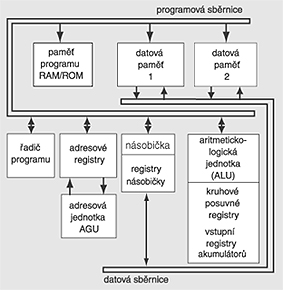 programová sběrnice
paměť
programu
RAM/ROM
datová
paměť
1
datová
paměť
2
řadič
programu
adresové
registry
násobička
registry
násobičky
aritmeticko-
logická
jednotka
(ALU)
kruhové
posuvné
registry
vstupní
registry
akumulátorů
adresová
jednotka
AGU
datová sběrnice